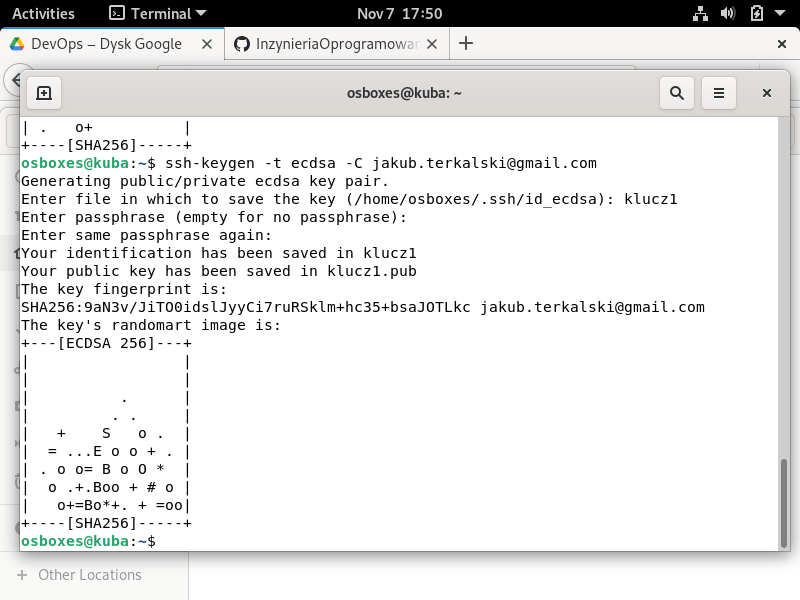 Activities Terminal Nov 7 17:50
DevOps – Dysk Google InzynieriaOprogramowan
osboxes@kuba: ~
| .   o+          |
+----[SHA256]-----+
osboxes@kuba:~$ ssh-keygen -t ecdsa -C jakub.terkalski@gmail.com
Generating public/private ecdsa key pair.
Enter file in which to save the key (/home/osboxes/.ssh/id_ecdsa): klucz1
Enter passphrase (empty for no passphrase):
Enter same passphrase again:
Your identification has been saved in klucz1
Your public key has been saved in klucz1.pub
The key fingerprint is:
SHA256:9aN3v/JiTO0idslJyyCi7ruRSklm+hc35+bsaJOTLkc jakub.terkalski@gmail.com
The key's randomart image is:
+---[ECDSA 256]---+
|                 |
|                 |
|          .      |
|         . .     |
|   +    S   o .  |
|  = ...E o o + . |
| . o o= B o O *  |
|  o .+.Boo + # o |
|   o+=Bo*+. + =oo|
+----[SHA256]-----+
osboxes@kuba:~$
+ Other Locations